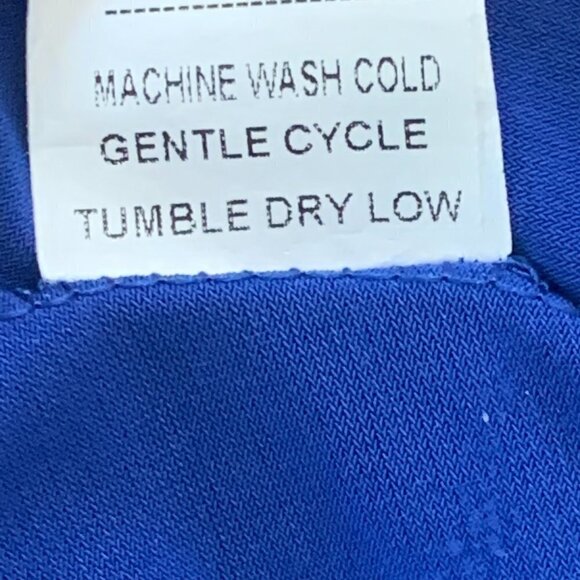 MACHINE WASH COLD
GENTLE CYCLE
TUMBLE DRY LOW